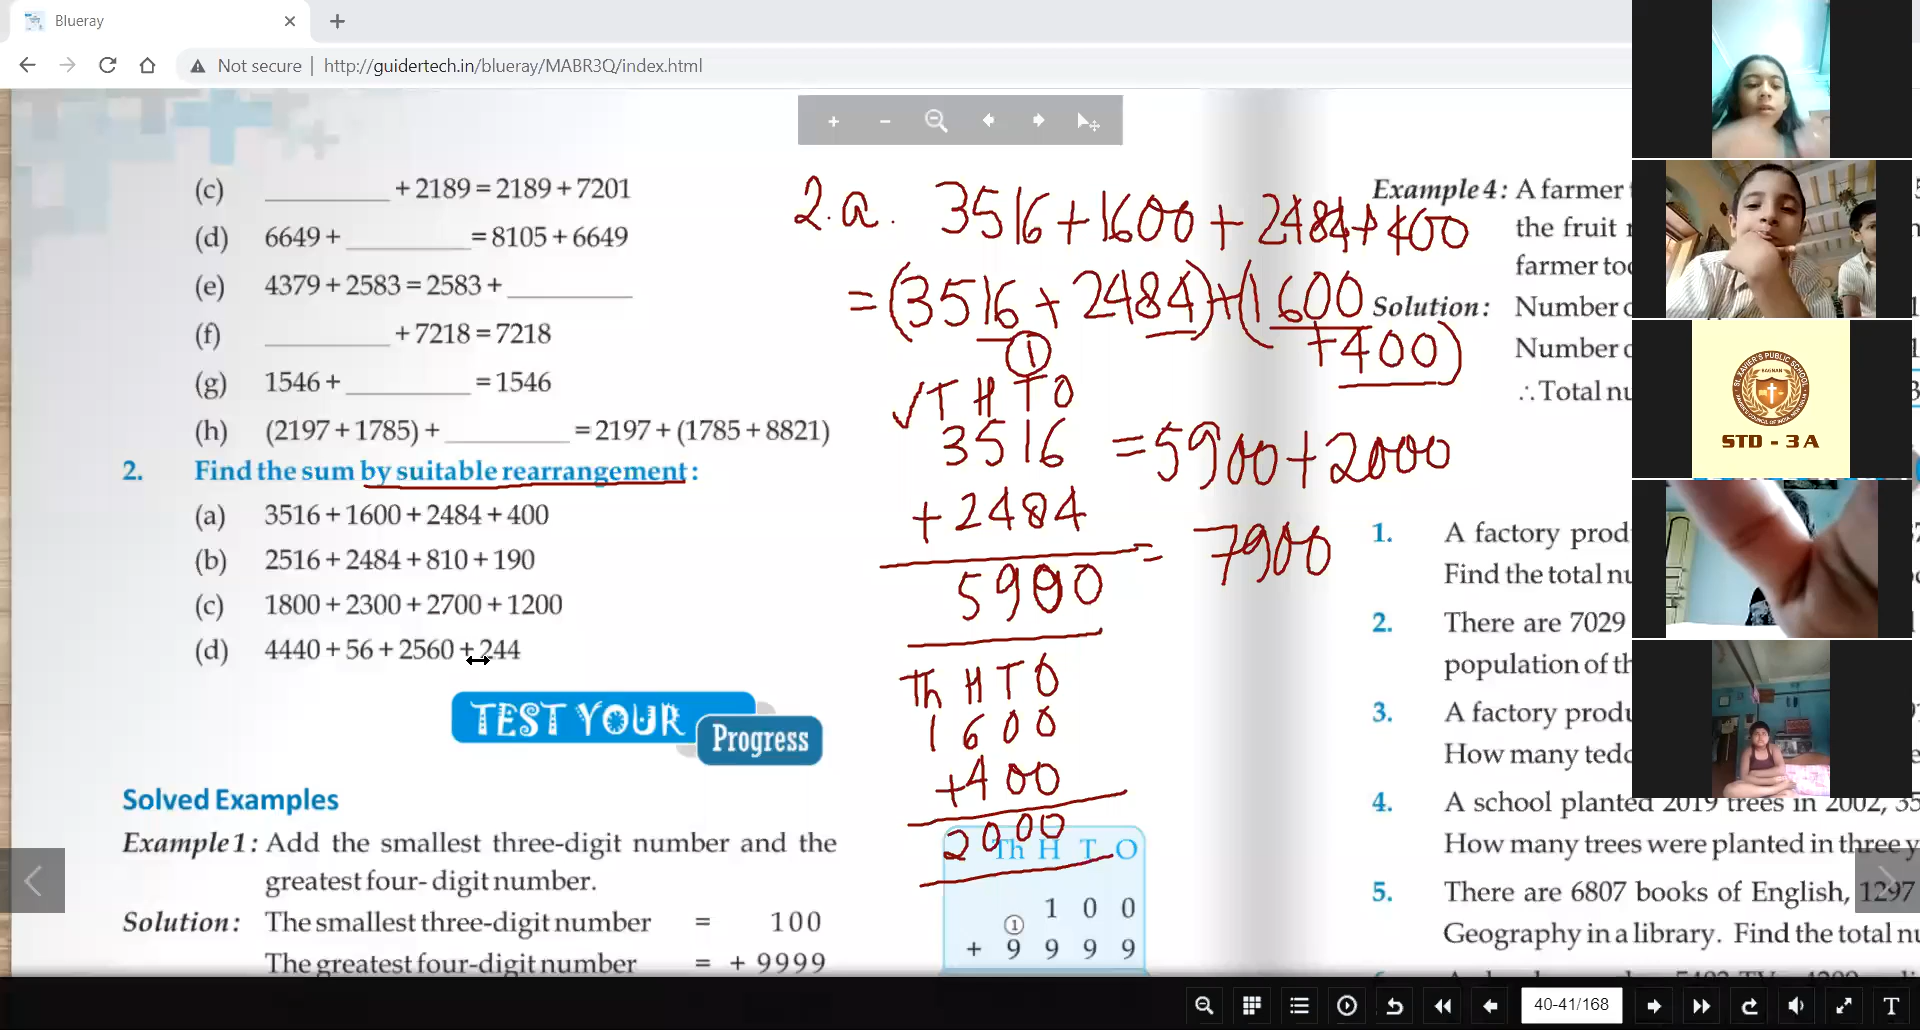 Blueray
Not secure | http://guidertech.in/blueray/MABR3Q/index.html
(c) ________ + 2189 = 2189 + 7201
(d) 6649 + ________ = 8105 + 6649
(e) 4379 + 2583 = 2583 + ________
(f) ________ + 7218 = 7218
(g) 1546 + ________ = 1546
(h) (2197 + 1785) + ________ = 2197 + (1785 + 8821)
2. Find the sum by suitable rearrangement :
(a) 3516 + 1600 + 2484 + 400
(b) 2516 + 2484 + 810 + 190
(c) 1800 + 2300 + 2700 + 1200
(d) 4440 + 56 + 2560 + 244
TEST YOUR
Progress
Solved Examples
Example 1 : Add the smallest three-digit number and the
greatest four- digit number.
Solution : The smallest three-digit number = 100
The greatest four-digit number = + 9999
2.a. 3516 + 1600 + 2484 + 400
= (3516 + 2484) + (1600
+ 400)
1
T H T O
3516
+ 2484
5900
= 5900 + 2000
= 7900
Th H T O
1600
+ 400
2000
Th H T O
1 0 0
1
+ 9 9 9 9
Example 4 : A farmer
the fruit
farmer
Solution : Number
Number
∴ Total
1. A factory
Find the total
2. There are 7029
population of
3. A factory
How many
4. A school planted 2019 trees in 2002, 35
How many trees were planted in three
5. There are 6807 books of English, 1297
Geography in a library. Find the total
ST. XAVIER'S PUBLIC SCHOOL
BAGNAN
STD - 3 A
40-41/168
T